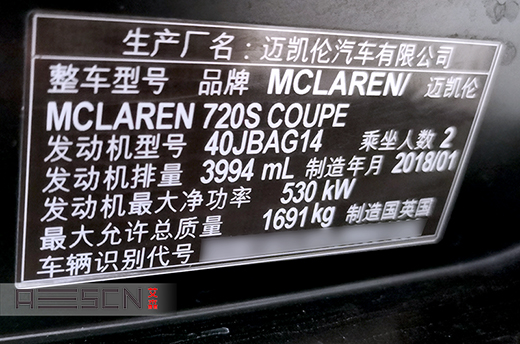 生产厂名：迈凯伦汽车有限公司
整车型号 品牌 MCLAREN/ 迈凯伦
MCLAREN 720S COUPE
发动机型号 40JBAG14 乘坐人数 2
发动机排量 3994 mL 制造年月 2018/01
发动机最大净功率 530 kW
最大允许总质量 1691kg 制造国英国
车辆识别代号
HEESCN